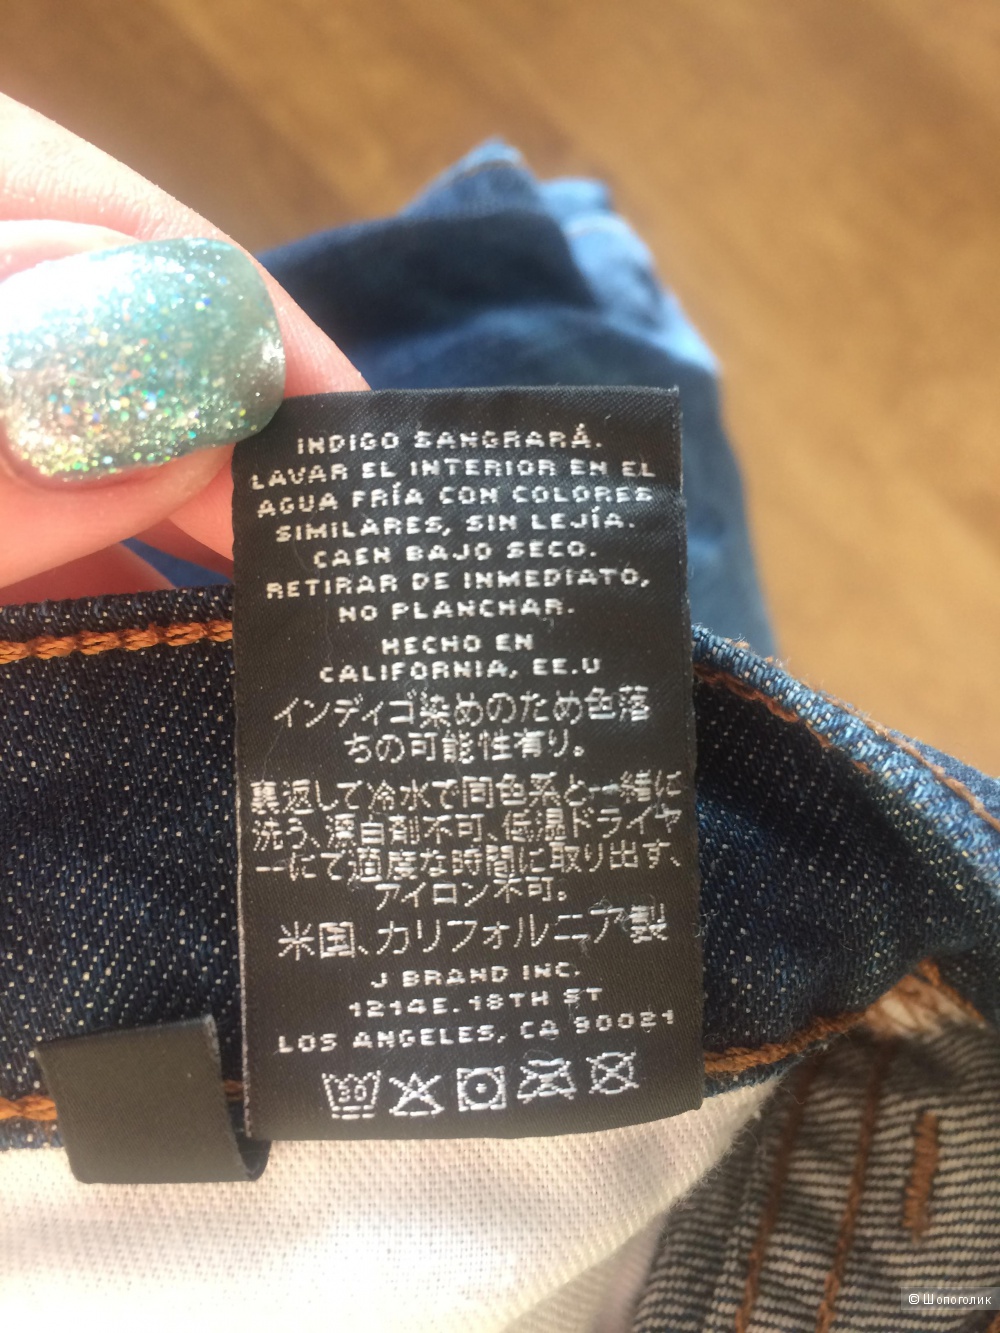 INDIGO SANGRARÁ.
LAVAR EL INTERIOR EN EL
AGUA FRÍA CON COLORES
SIMILARES, SIN LEJÍA.
CAEN BAJO SECO.
RETIRAR DE INMEDIATO,
NO PLANCHAR.
HECHO EN
CALIFORNIA, EE.U
インディゴ染めのため色落
ちの可能性有り。
裏返して冷水で同色系と一緒に
洗う、漂白剤不可、低温ドライヤ
ーにて適度な時間に取り出す、
アイロン不可。
米国、カリフォルニア製
J BRAND INC.
1214E. 18TH ST
LOS ANGELES, CA 90021
30
© Шопоголик